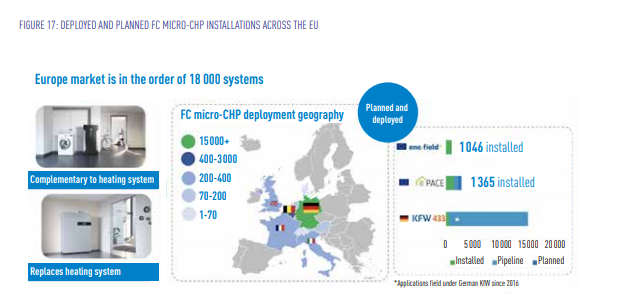 FIGURE 17: DEPLOYED AND PLANNED FC MICRO-CHP INSTALLATIONS ACROSS THE EU
Europe market is in the order of 18 000 systems
Planned and
deployed
FC micro-CHP deployment geography
15000+
400-3000
200-400
70-200
1-70
Complementary to heating system
Replaces heating system
ene field
1046 installed
PACE
1365 installed
KFW 433
0 5000 10000 15000 20000
Installed Pipeline Planned
*Applications field under German KfW since 2016